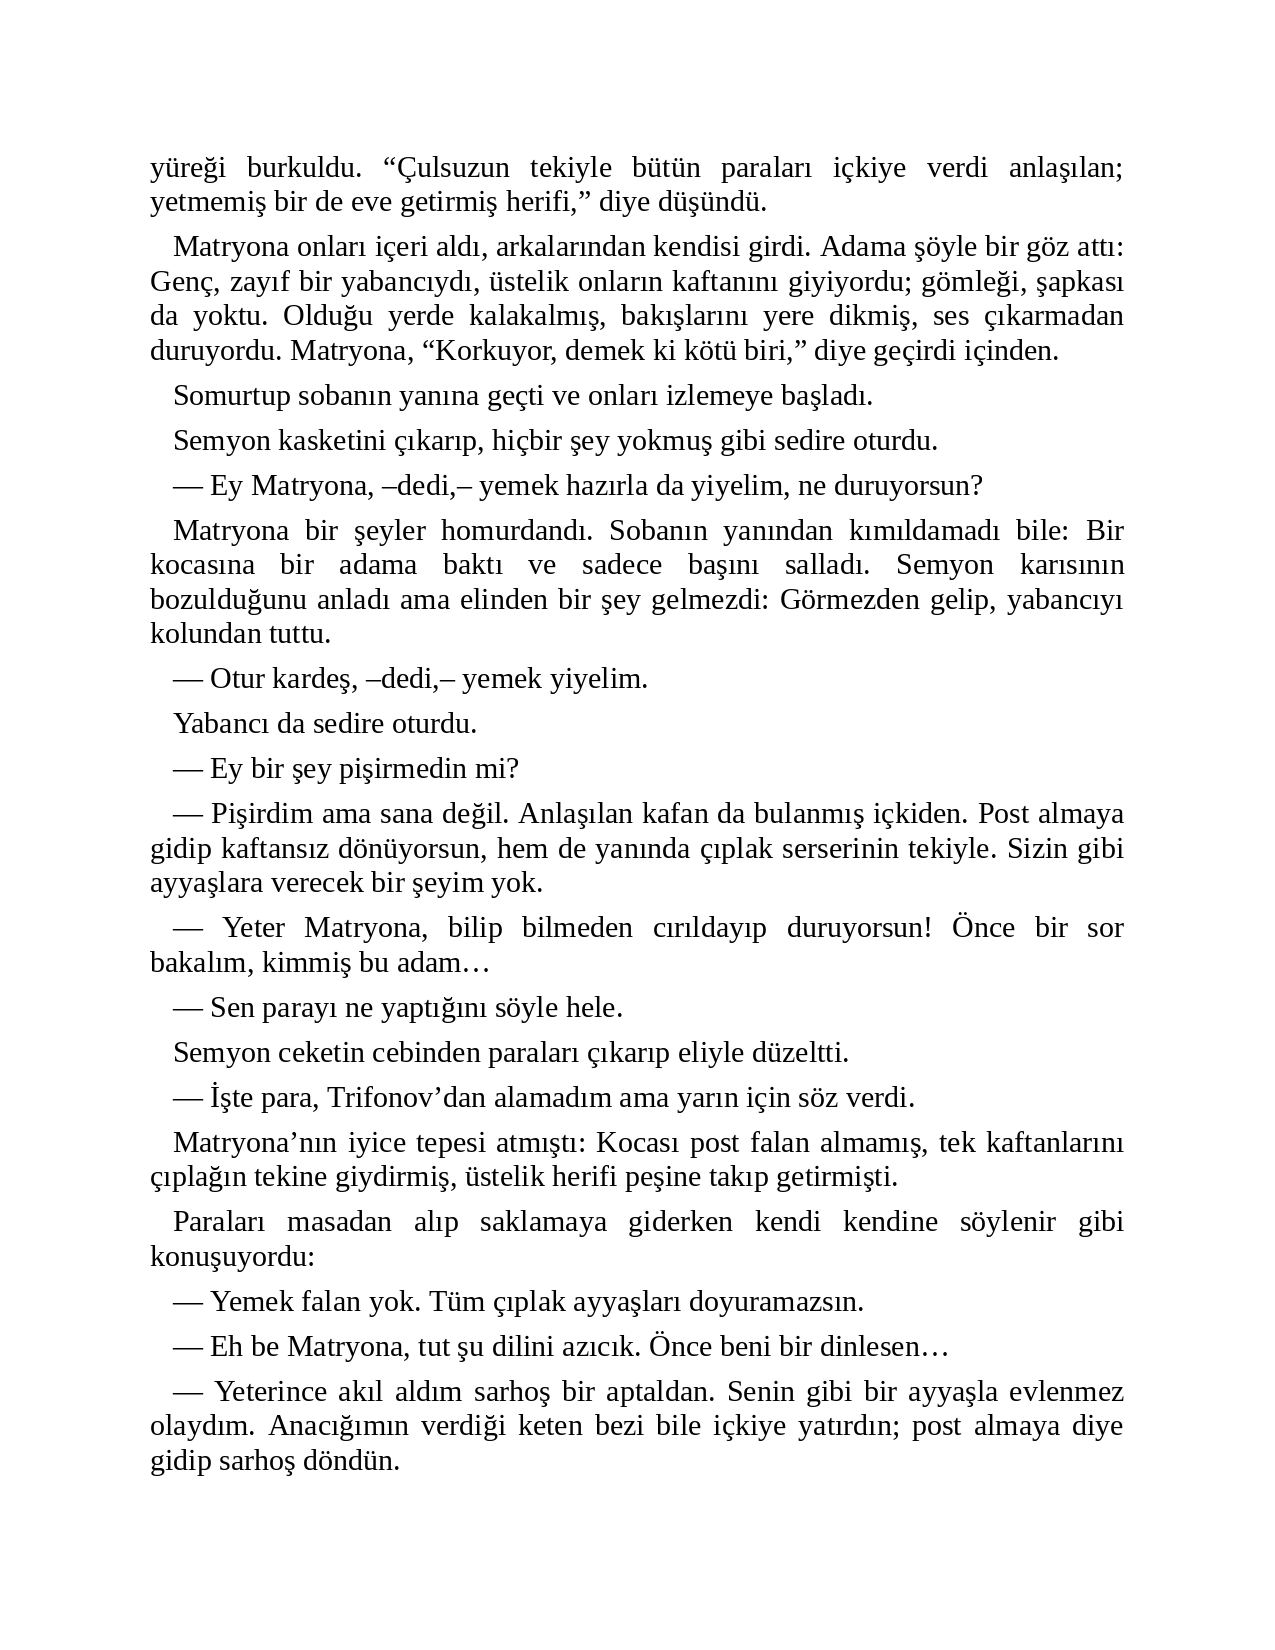 yüreği burkuldu. “Çulsuzun tekiyle bütün paraları içkiye verdi anlaşılan;
yetmemiş bir de eve getirmiş herifi,” diye düşündü.
Matryona onları içeri aldı, arkalarından kendisi girdi. Adama şöyle bir göz attı:
Genç, zayıf bir yabancıydı, üstelik onların kaftanını giyiyordu; gömleği, şapkası
da yoktu. Olduğu yerde kalakalmış, bakışlarını yere dikmiş, ses çıkarmadan
duruyordu. Matryona, “Korkuyor, demek ki kötü biri,” diye geçirdi içinden.
Somurtup sobanın yanına geçti ve onları izlemeye başladı.
Semyon kasketini çıkarıp, hiçbir şey yokmuş gibi sedire oturdu.
— Ey Matryona, –dedi,– yemek hazırla da yiyelim, ne duruyorsun?
Matryona bir şeyler homurdandı. Sobanın yanından kımıldamadı bile: Bir
kocasına bir adama baktı ve sadece başını salladı. Semyon karısının
bozulduğunu anladı ama elinden bir şey gelmezdi: Görmezden gelip, yabancıyı
kolundan tuttu.
— Otur kardeş, –dedi,– yemek yiyelim.
Yabancı da sedire oturdu.
— Ey bir şey pişirmedin mi?
— Pişirdim ama sana değil. Anlaşılan kafan da bulanmış içkiden. Post almaya
gidip kaftansız dönüyorsun, hem de yanında çıplak serserinin tekiyle. Sizin gibi
ayyaşlara verecek bir şeyim yok.
— Yeter Matryona, bilip bilmeden cırıldayıp duruyorsun! Önce bir sor
bakalım, kimmiş bu adam…
— Sen parayı ne yaptığını söyle hele.
Semyon ceketin cebinden paraları çıkarıp eliyle düzeltti.
— İşte para, Trifonov’dan alamadım ama yarın için söz verdi.
Matryona’nın iyice tepesi atmıştı: Kocası post falan almamış, tek kaftanlarını
çıplağın tekine giydirmiş, üstelik herifi peşine takıp getirmişti.
Paraları masadan alıp saklamaya giderken kendi kendine söylenir gibi
konuşuyordu:
— Yemek falan yok. Tüm çıplak ayyaşları doyuramazsın.
— Eh be Matryona, tut şu dilini azıcık. Önce beni bir dinlesen…
— Yeterince akıl aldım sarhoş bir aptaldan. Senin gibi bir ayyaşla evlenmez
olaydım. Anacığımın verdiği keten bezi bile içkiye yatırdın; post almaya diye
gidip sarhoş döndün.